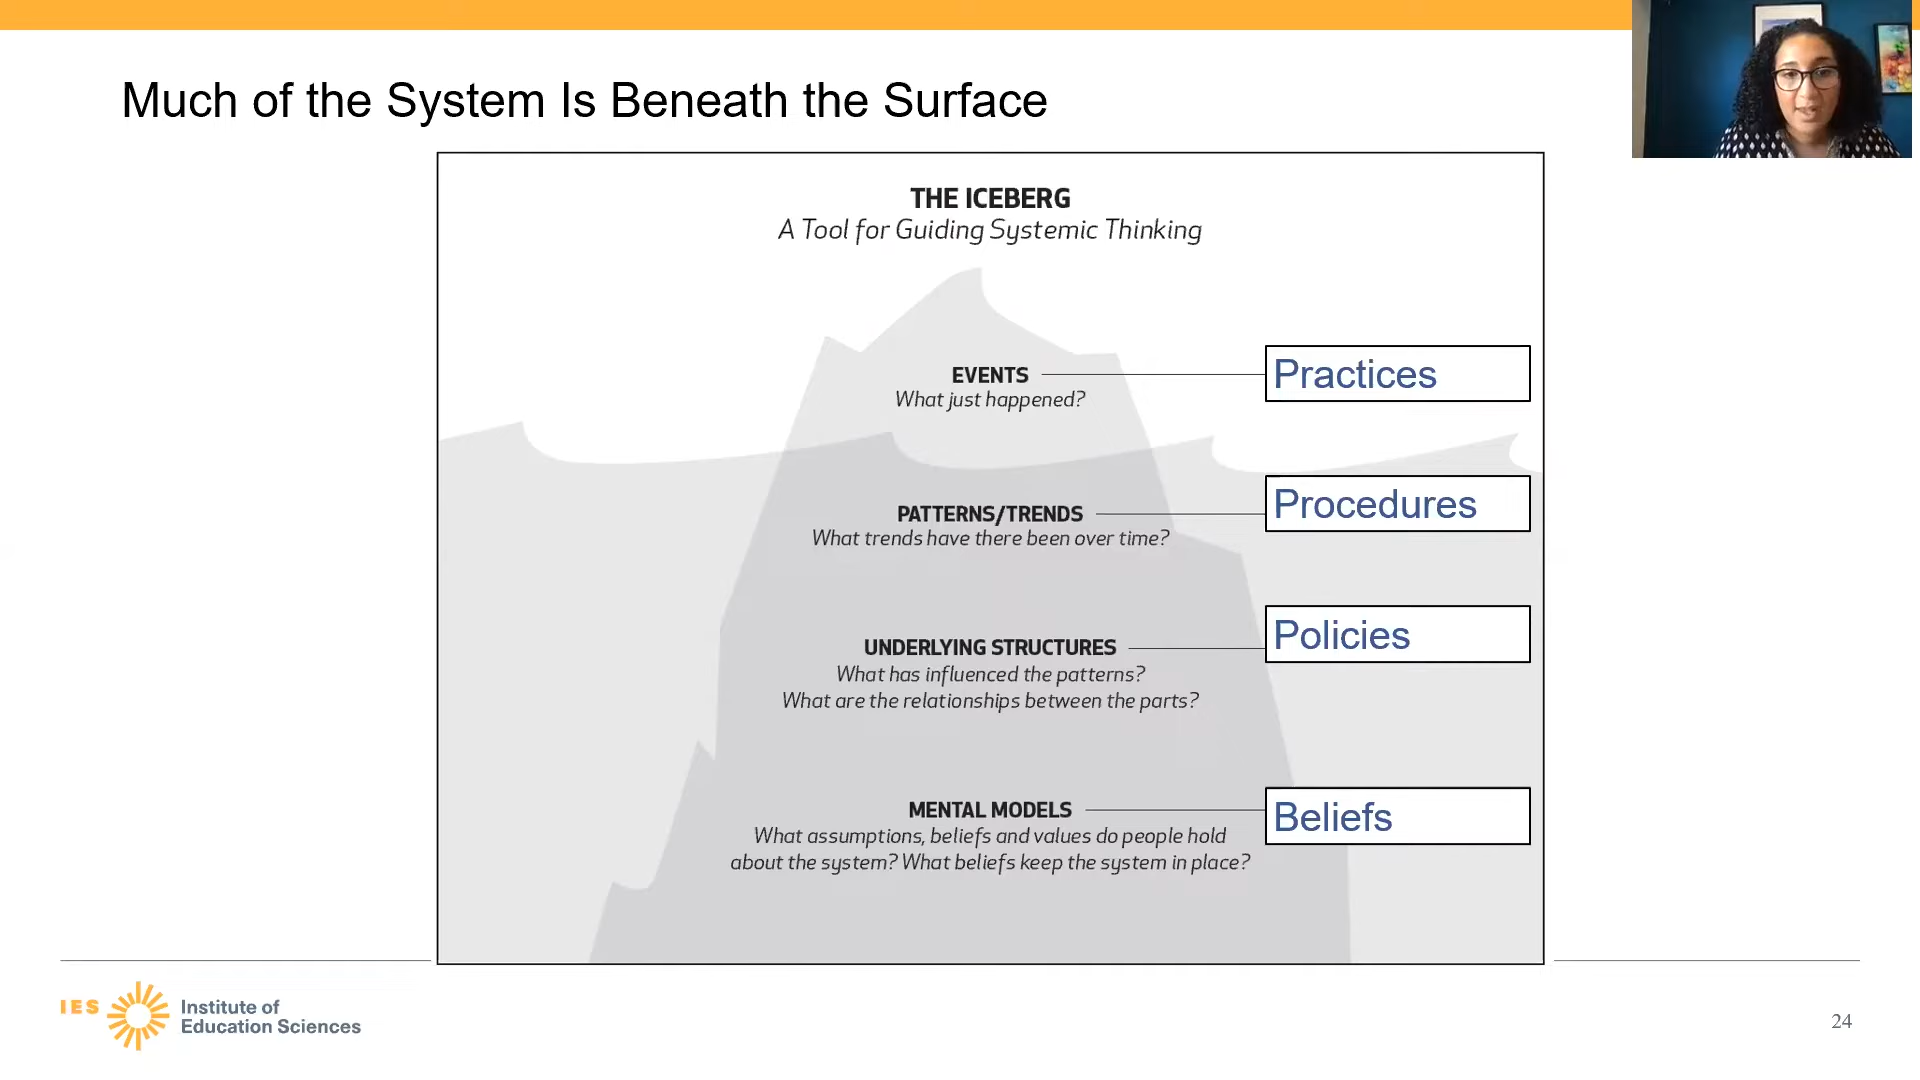 Much of the System Is Beneath the Surface
THE ICEBERG
A Tool for Guiding Systemic Thinking
EVENTS
What just happened?
Practices
PATTERNS/TRENDS
What trends have there been over time?
Procedures
UNDERLYING STRUCTURES
What has influenced the patterns?
What are the relationships between the parts?
Policies
MENTAL MODELS
What assumptions, beliefs and values do people hold
about the system? What beliefs keep the system in place?
Beliefs
IES
Institute of
Education Sciences
24